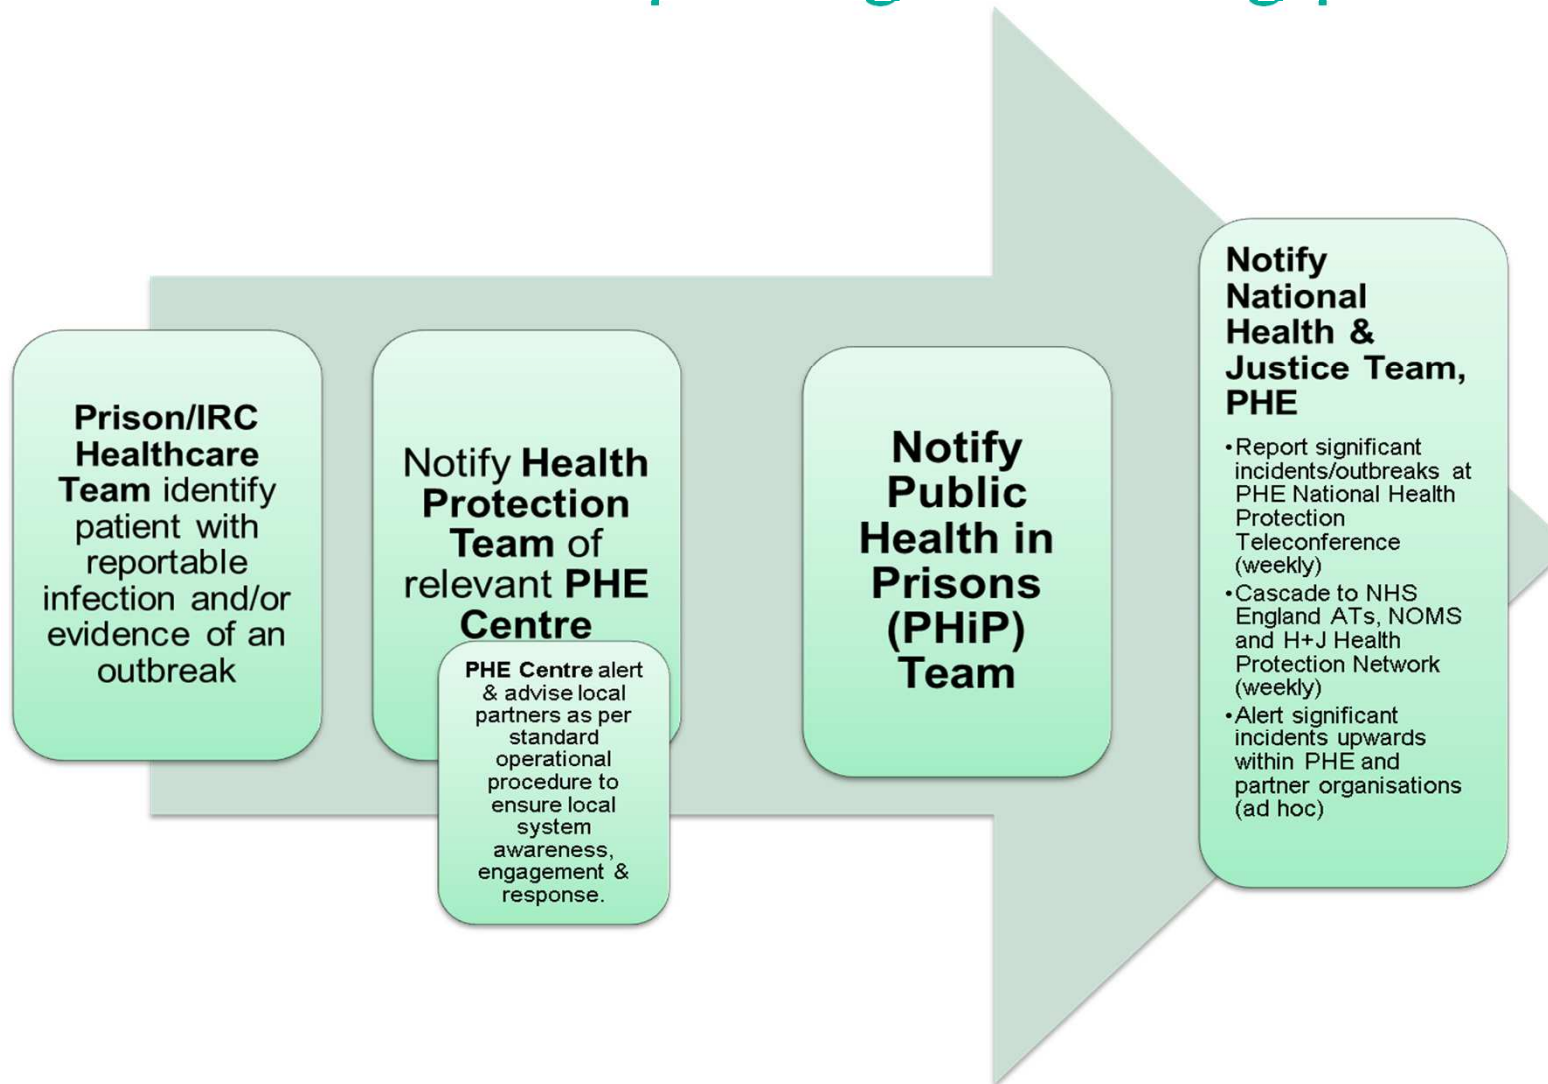 Prison/IRC
Healthcare
Team identify
patient with
reportable
infection and/or
evidence of an
outbreak
Notify Health
Protection
Team of
relevant PHE
Centre
PHE Centre alert
& advise local
partners as per
standard
operational
procedure to
ensure local
system
awareness,
engagement &
response.
Notify
Public
Health in
Prisons
(PHiP)
Team
Notify
National
Health &
Justice Team,
PHE
•Report significant
incidents/outbreaks at
PHE National Health
Protection
Teleconference
(weekly)
•Cascade to NHS
England ATs, NOMS
and H+J Health
Protection Network
(weekly)
•Alert significant
incidents upwards
within PHE and
partner organisations
(ad hoc)